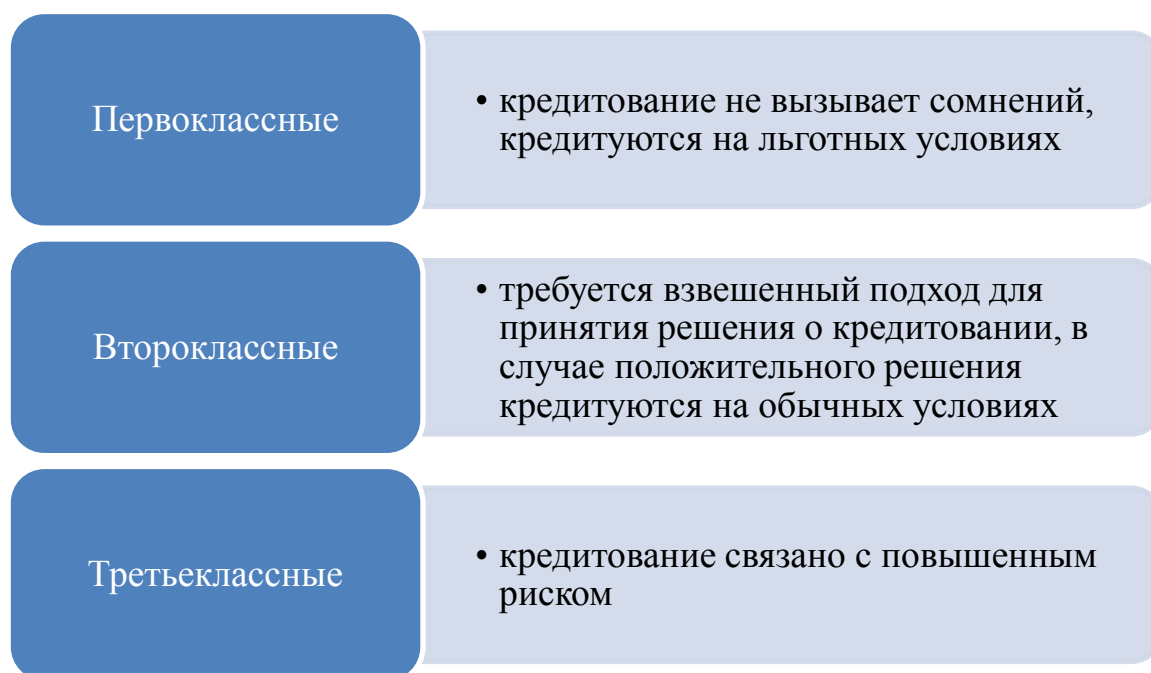 Первоклассные
• кредитование не вызывает сомнений,
кредитуются на льготных условиях
Второклассные
• требуется взвешенный подход для
принятия решения о кредитовании, в
случае положительного решения
кредитуются на обычных условиях
Третьеклассные
• кредитование связано с повышенным
риском